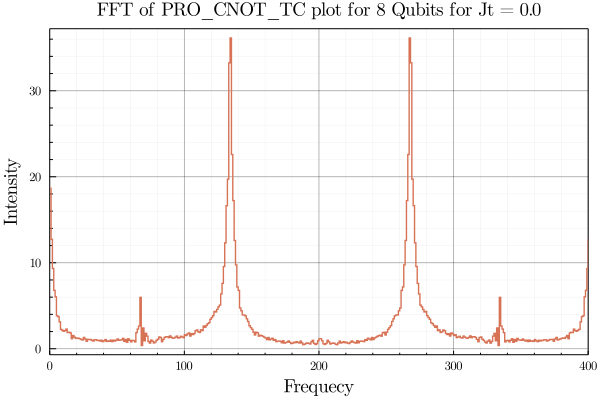 FFT of PRO_CNOT_TC plot for 8 Qubits for Jt = 0.0
Intensity
30
20
10
0
0 100 200 300 400
Frequecy